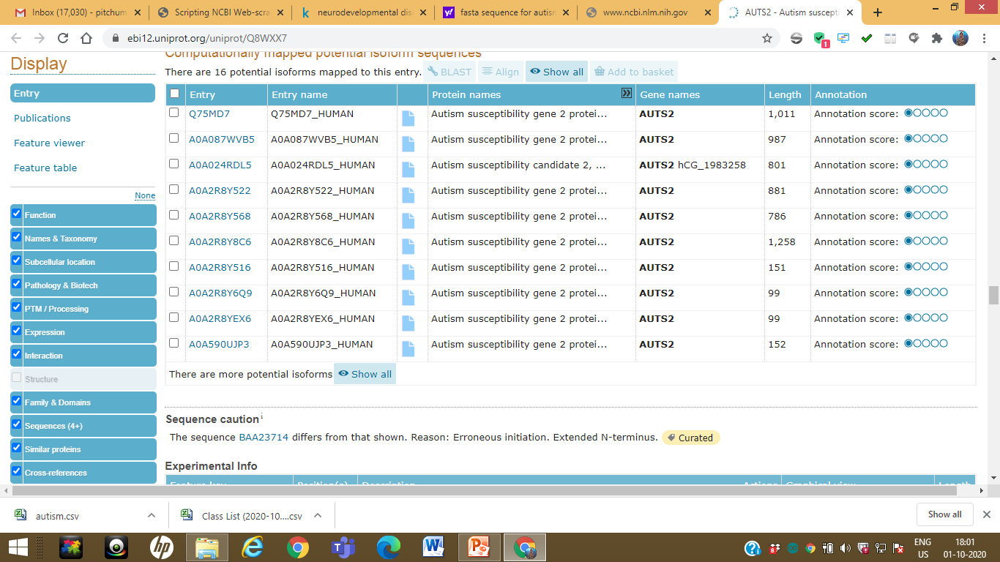 Inbox (17,030) - pitchum
Scripting NCBI Web-scra
neurodevelopmental dis
fasta sequence for autism
www.ncbi.nlm.nih.gov
AUTS2 - Autism suscepti
ebi12.uniprot.org/uniprot/Q8WXX7
1
Display
Entry
Publications
Feature viewer
Feature table
None
Function
Names & Taxonomy
Subcellular location
Pathology & Biotech
PTM / Processing
Expression
Interaction
Structure
Family & Domains
Sequences (4+)
Similar proteins
Cross-references
Computationally mapped potential isoform sequences
There are 16 potential isoforms mapped to this entry. BLAST Align Show all Add to basket
Entry Entry name Protein names Gene names Length Annotation
Q75MD7 Q75MD7_HUMAN Autism susceptibility gene 2 protei... AUTS2 1,011 Annotation score:
A0A087WVB5 A0A087WVB5_HUMAN Autism susceptibility gene 2 protei... AUTS2 987 Annotation score:
A0A024RDL5 A0A024RDL5_HUMAN Autism susceptibility candidate 2, ... AUTS2 hCG_1983258 801 Annotation score:
A0A2R8Y522 A0A2R8Y522_HUMAN Autism susceptibility gene 2 protei... AUTS2 881 Annotation score:
A0A2R8Y568 A0A2R8Y568_HUMAN Autism susceptibility gene 2 protei... AUTS2 786 Annotation score:
A0A2R8Y8C6 A0A2R8Y8C6_HUMAN Autism susceptibility gene 2 protei... AUTS2 1,258 Annotation score:
A0A2R8Y516 A0A2R8Y516_HUMAN Autism susceptibility gene 2 protei... AUTS2 151 Annotation score:
A0A2R8Y6Q9 A0A2R8Y6Q9_HUMAN Autism susceptibility gene 2 protei... AUTS2 99 Annotation score:
A0A2R8YEX6 A0A2R8YEX6_HUMAN Autism susceptibility gene 2 protei... AUTS2 99 Annotation score:
A0A590UJP3 A0A590UJP3_HUMAN Autism susceptibility gene 2 protei... AUTS2 152 Annotation score:
There are more potential isoforms Show all
Sequence caution i
The sequence BAA23714 differs from that shown. Reason: Erroneous initiation. Extended N-terminus. Curated
Experimental Info
Feature key Position(s) Description Actions Graphical view Length
autism.csv
Class List (2020-10....csv
Show all
ENG
US
18:01
01-10-2020